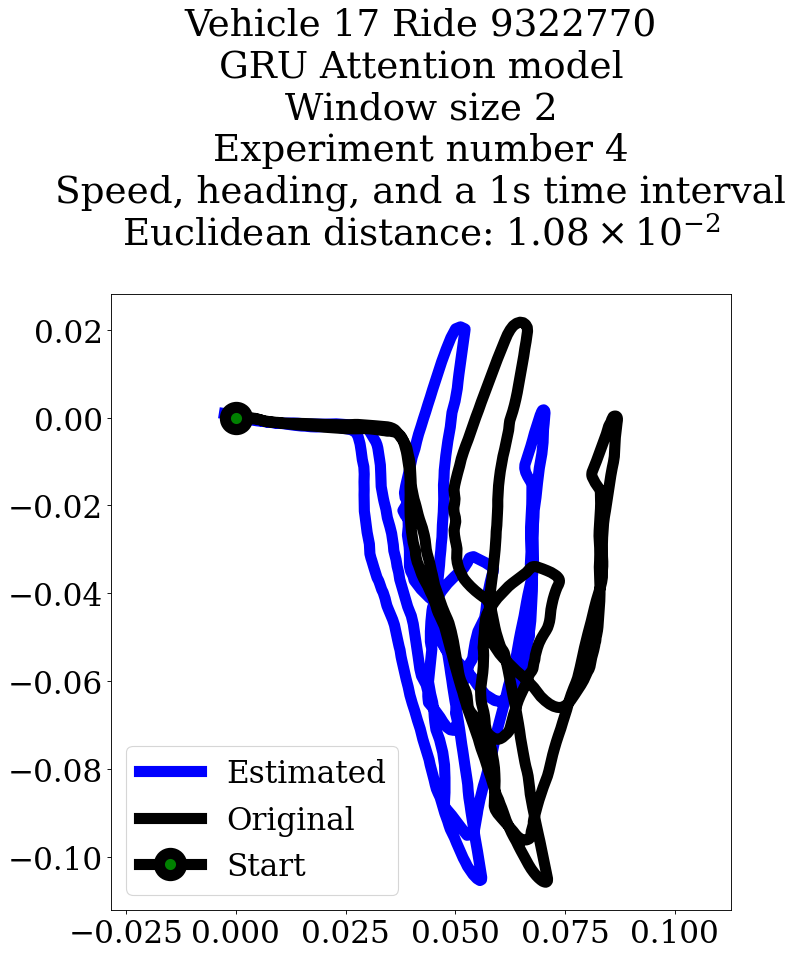 Vehicle 17 Ride 9322770
GRU Attention model
Window size 2
Experiment number 4
Speed, heading, and a 1s time interval
Euclidean distance: 1.08 × 10⁻²
0.02
0.00
−0.02
−0.04
−0.06
−0.08
−0.10
Estimated
Original
Start
−0.025 0.000 0.025 0.050 0.075 0.100